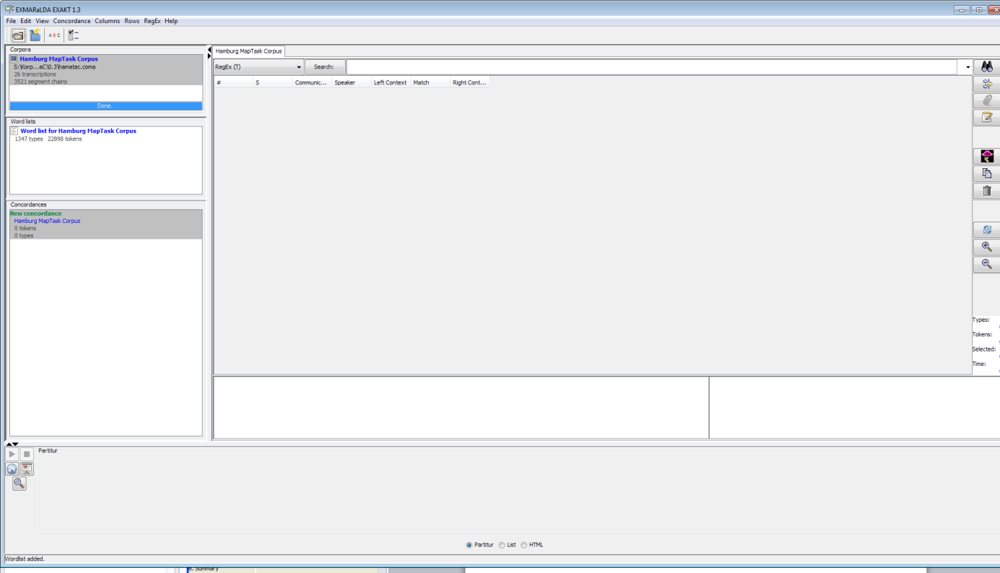 EXMARaLDA EXAKT 1.3
File Edit View Concordance Columns Rows RegEx Help
A B C
Corpora
Hamburg MapTask Corpus
S:\Korp...aC\0.3\hamatac.coma
26 transcriptions
3521 segment chains
Done.
Word lists
Word list for Hamburg MapTask Corpus
1347 types 22898 tokens
Concordances
New concordance
Hamburg MapTask Corpus
0 tokens
0 types
Hamburg MapTask Corpus
RegEx (T) Search:
# S Communic... Speaker Left Context Match Right Cont...
Types:
Tokens:
Selected:
Time:
Partitur
Partitur List HTML
Wordlist added.
6. Summary